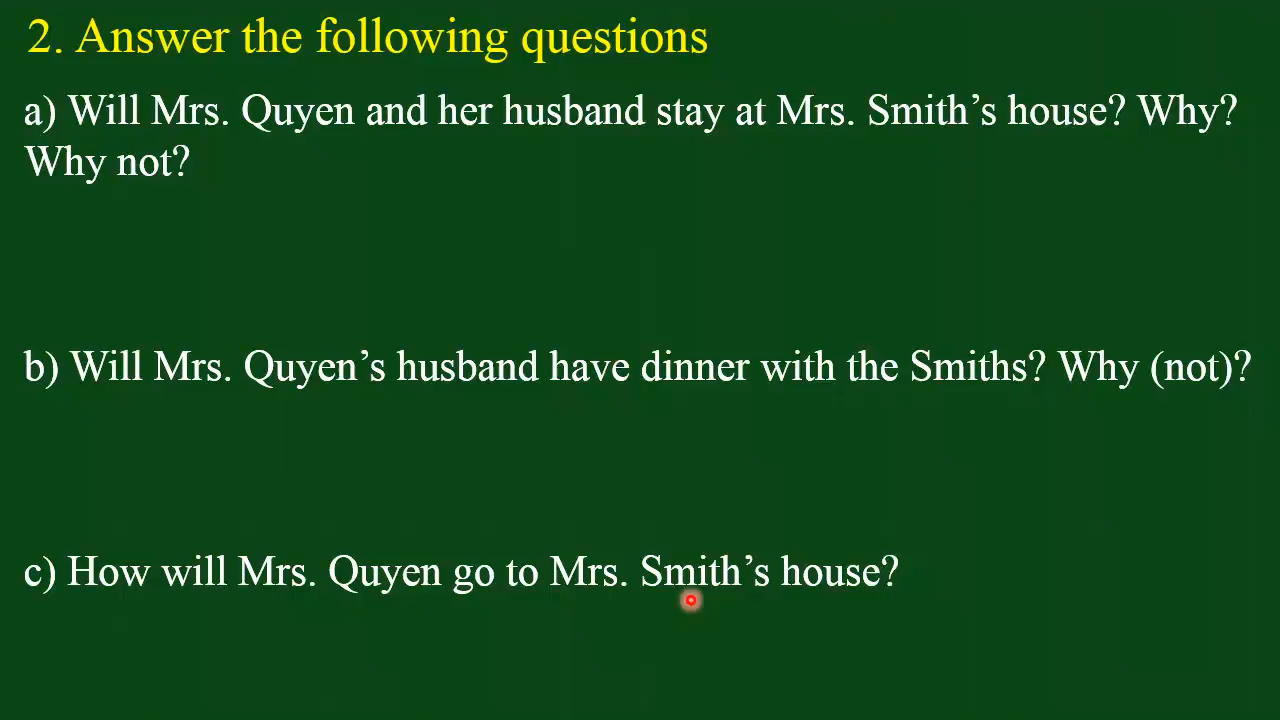 2. Answer the following questions
a) Will Mrs. Quyen and her husband stay at Mrs. Smith’s house? Why?
Why not?
b) Will Mrs. Quyen’s husband have dinner with the Smiths? Why (not)?
c) How will Mrs. Quyen go to Mrs. Smith’s house?